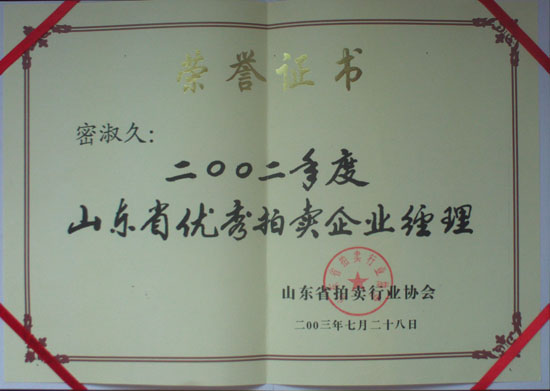 荣誉证书
密淑久：
二〇〇二年度
山东省优秀拍卖企业经理
山东省拍卖行业协会
二〇〇三年七月二十八日